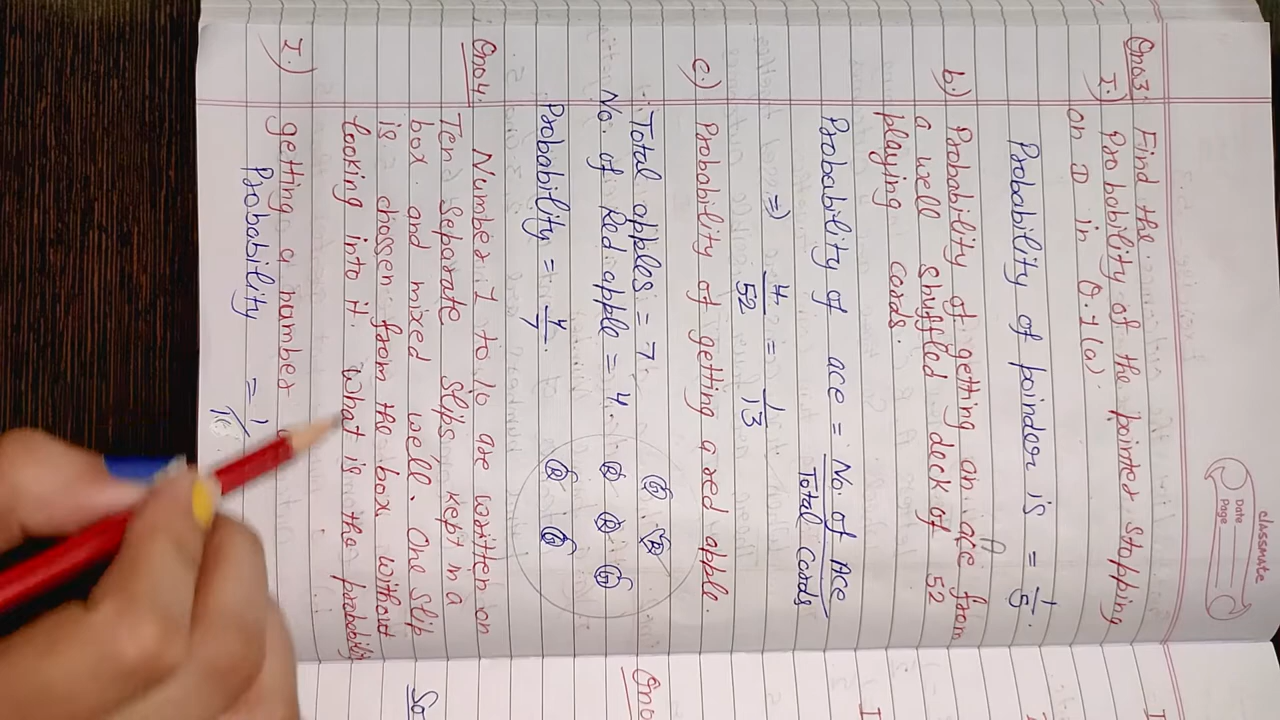 classmate
Date
Page
Qno3: Find the.
I.) Probability of the pointer stopping
on D in Q.1(a).
Probability of poinder is = 1/5.
b.) Probability of getting an ace from
a well shuffled deck of 52
playing cards.
Probability of ace = No. of Ace / Total cards
=) 4/52 = 1/13
c.) Probability of getting a red apple.
∴ Total apples = 7
No. of Red apple = 4.
Probability = 4/7.
Qno4. Number 1 to 10 are written on
Ten separate slips kept in a
box and mixed well. One slip
is chossen from the box without
looking into it. What is the probability
I.) getting a number
Probability = 1/
Qno
So
I